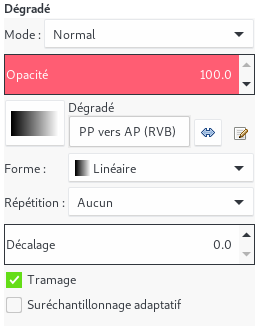 Dégradé
Mode : Normal
Opacité 100.0
Dégradé
PP vers AP (RVB)
Forme : Linéaire
Répétition : Aucun
Décalage 0.0
Tramage
Suréchantillonnage adaptatif